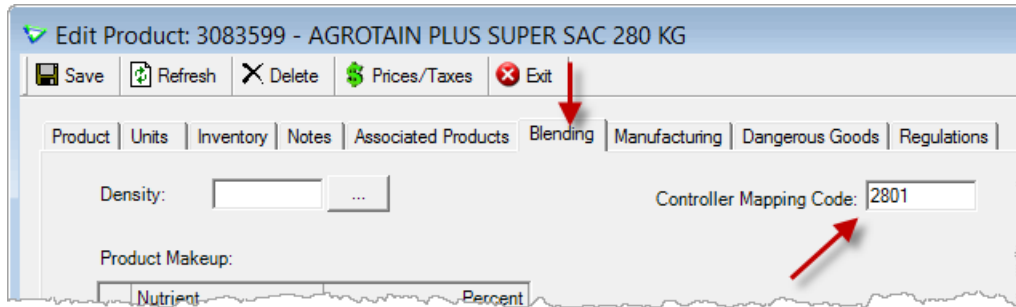 Edit Product: 3083599 - AGROTAIN PLUS SUPER SAC 280 KG
Save Refresh Delete Prices/Taxes Exit
Product Units Inventory Notes Associated Products Blending Manufacturing Dangerous Goods Regulations
Density: ... Controller Mapping Code: 2801
Product Makeup:
Nutrient Percent